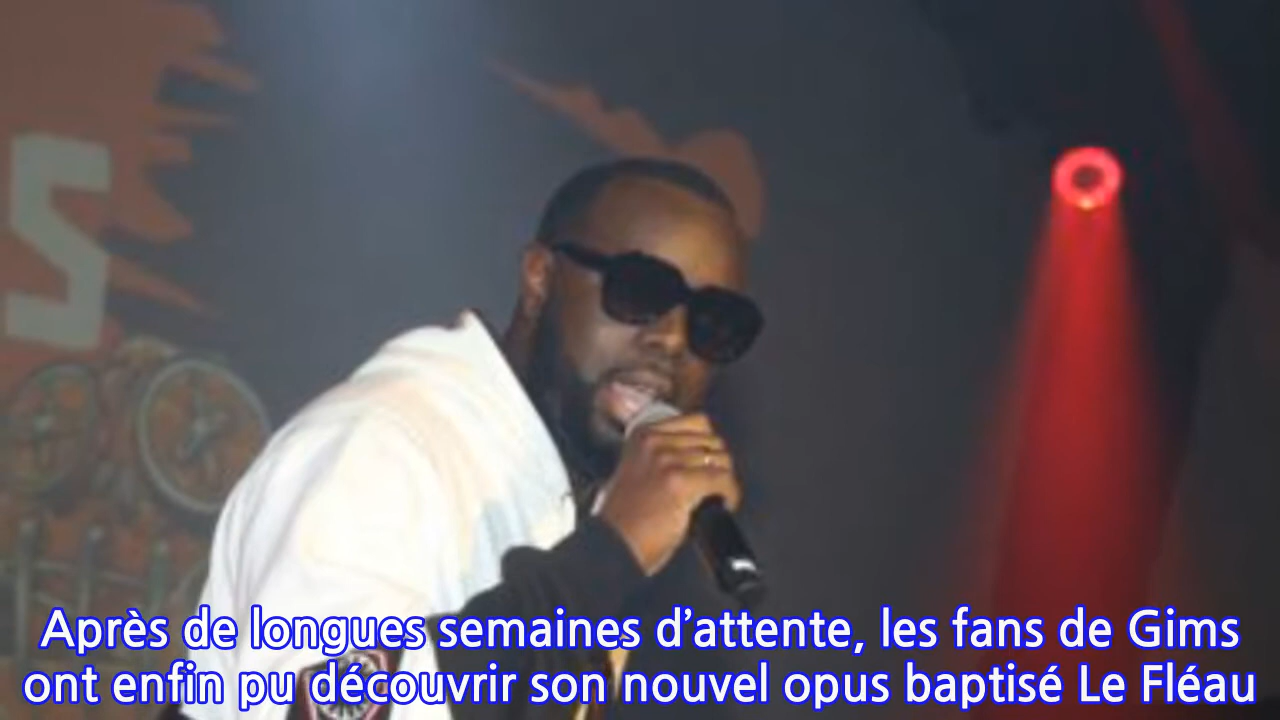 S
Après de longues semaines d’attente, les fans de Gims
ont enfin pu découvrir son nouvel opus baptisé Le Fléau